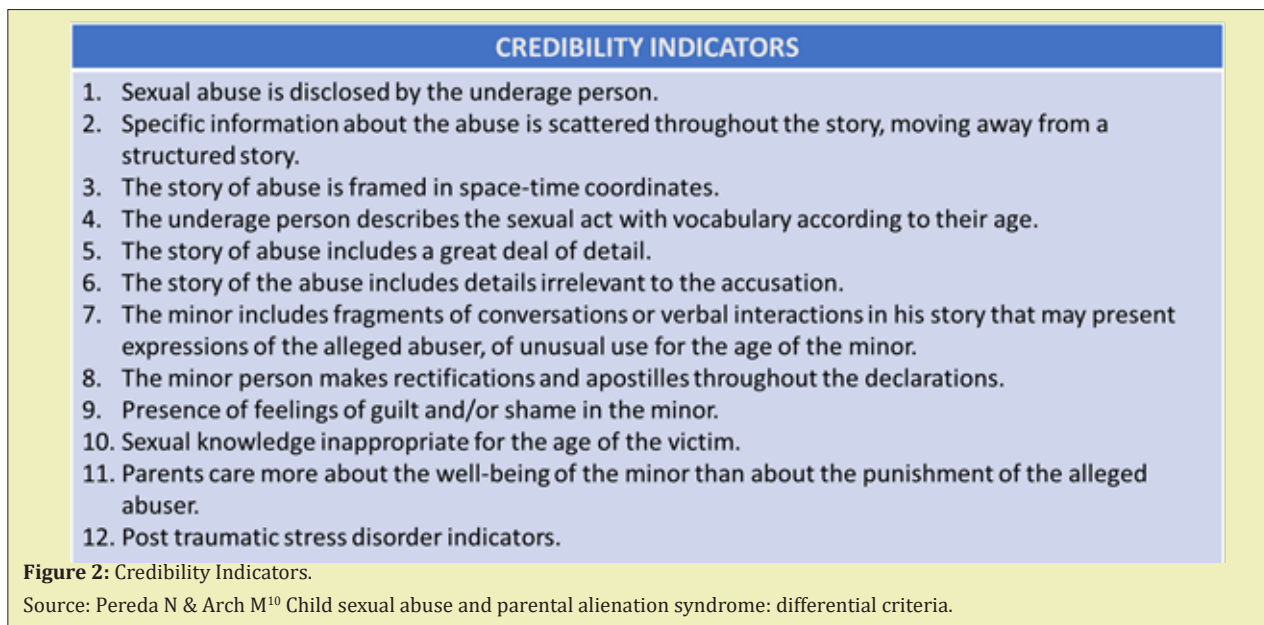 CREDIBILITY INDICATORS
1. Sexual abuse is disclosed by the underage person.
2. Specific information about the abuse is scattered throughout the story, moving away from a
structured story.
3. The story of abuse is framed in space-time coordinates.
4. The underage person describes the sexual act with vocabulary according to their age.
5. The story of abuse includes a great deal of detail.
6. The story of the abuse includes details irrelevant to the accusation.
7. The minor includes fragments of conversations or verbal interactions in his story that may present
expressions of the alleged abuser, of unusual use for the age of the minor.
8. The minor person makes rectifications and apostilles throughout the declarations.
9. Presence of feelings of guilt and/or shame in the minor.
10. Sexual knowledge inappropriate for the age of the victim.
11. Parents care more about the well-being of the minor than about the punishment of the alleged
abuser.
12. Post traumatic stress disorder indicators.
Figure 2: Credibility Indicators.
Source: Pereda N & Arch M¹⁰ Child sexual abuse and parental alienation syndrome: differential criteria.